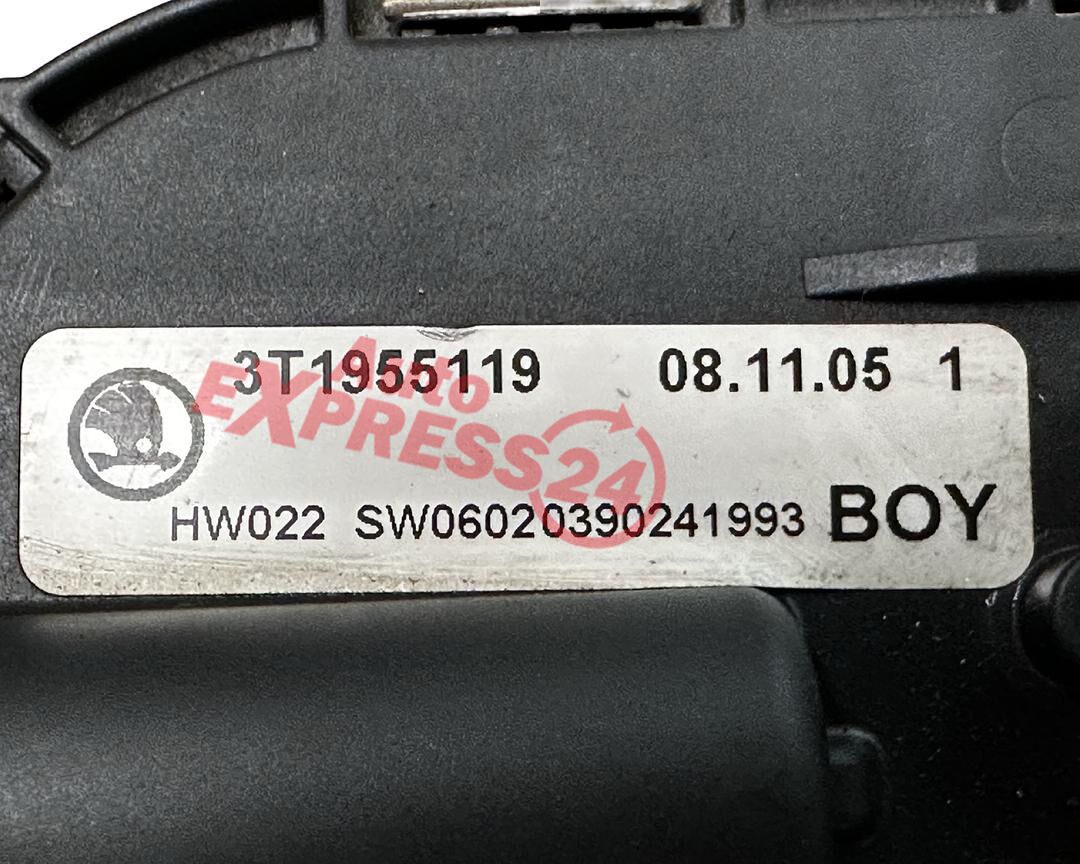 3T1955119 08.11.05 1
Auto
EXPRESS24
HW022 SW06020390241993 BOY